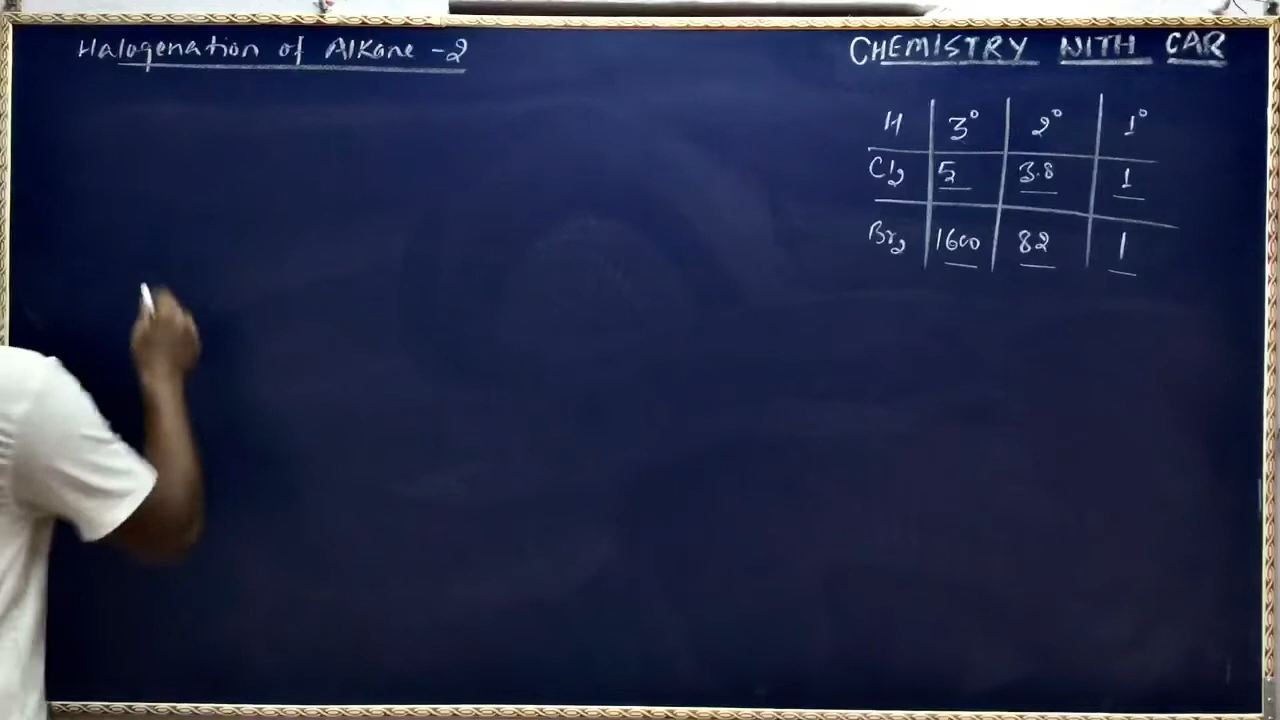 Halogenation of Alkane -2
CHEMISTRY WITH CAR
H 3° 2° 1°
Cl2 5 3.8 1
Br2 1600 82 1